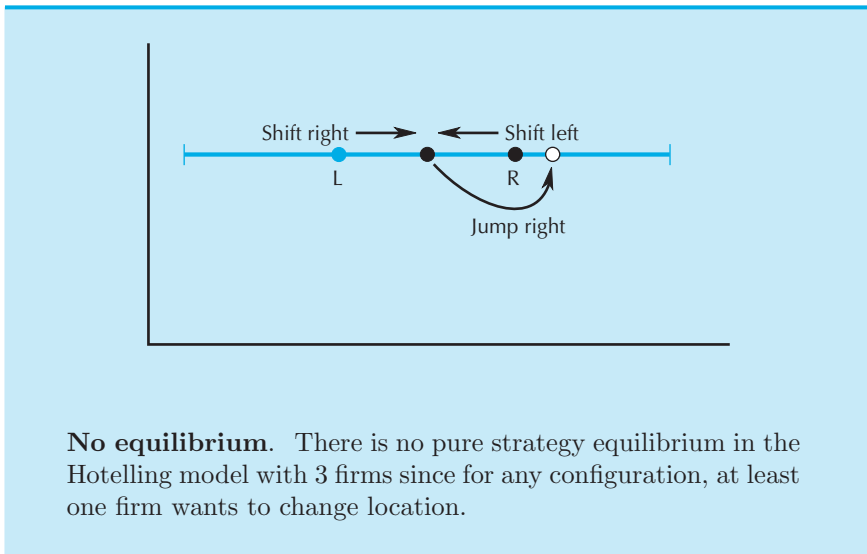 Shift right
Shift left
L
R
Jump right
No equilibrium. There is no pure strategy equilibrium in the
Hotelling model with 3 firms since for any configuration, at least
one firm wants to change location.